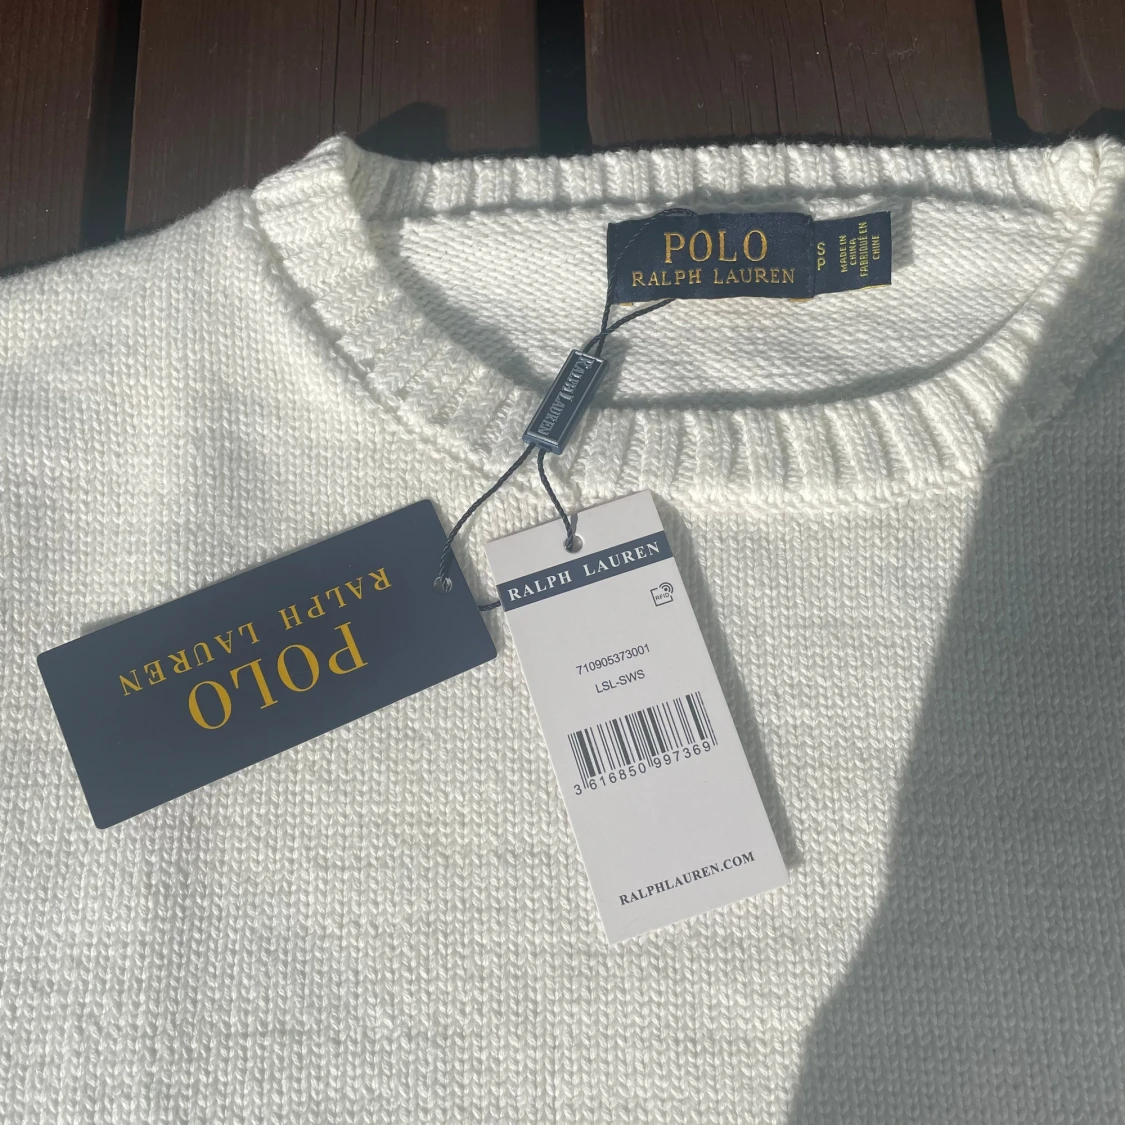 POLO
RALPH LAUREN
S
P
MADE IN
CHINA
FABRIQUÉ EN
CHINE
RALPH LAUREN
POLO
RALPH LAUREN
RALPH LAUREN
RFID
710905373001
LSL-SWS
3 616850 997369
RALPHLAUREN.COM